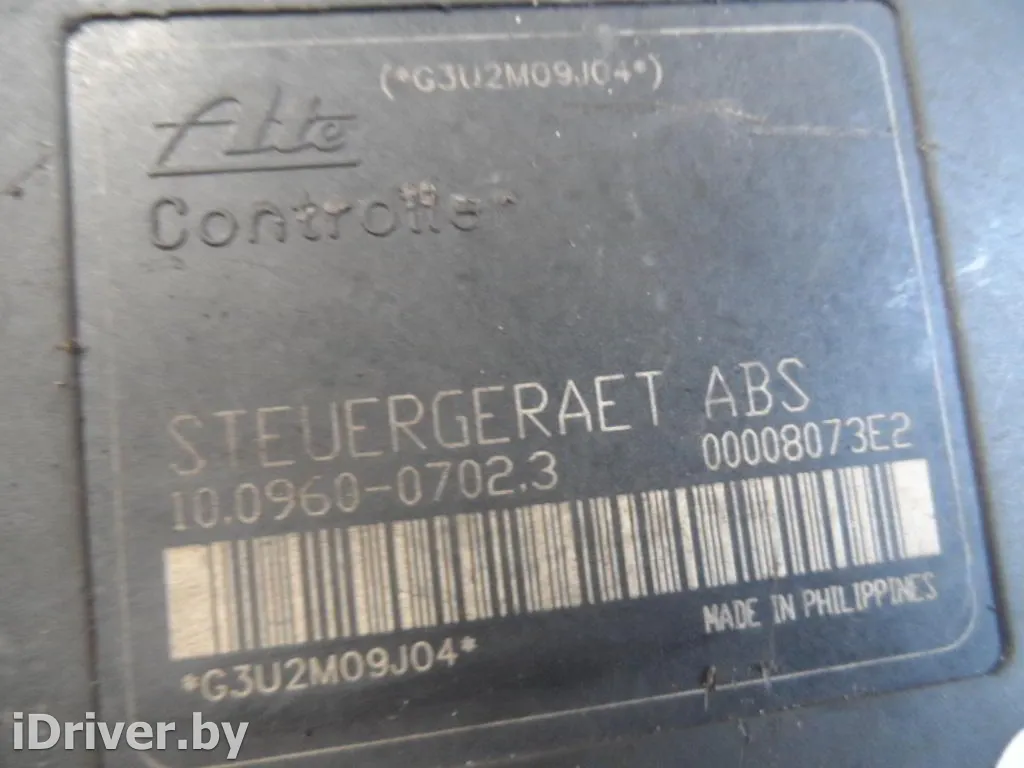 (*G3U2M09J04*)
Ate
Controller
STEUERGERAET ABS
10.0960-0702.3 00008073E2
MADE IN PHILIPPINES
*G3U2M09J04*
iDriver.by